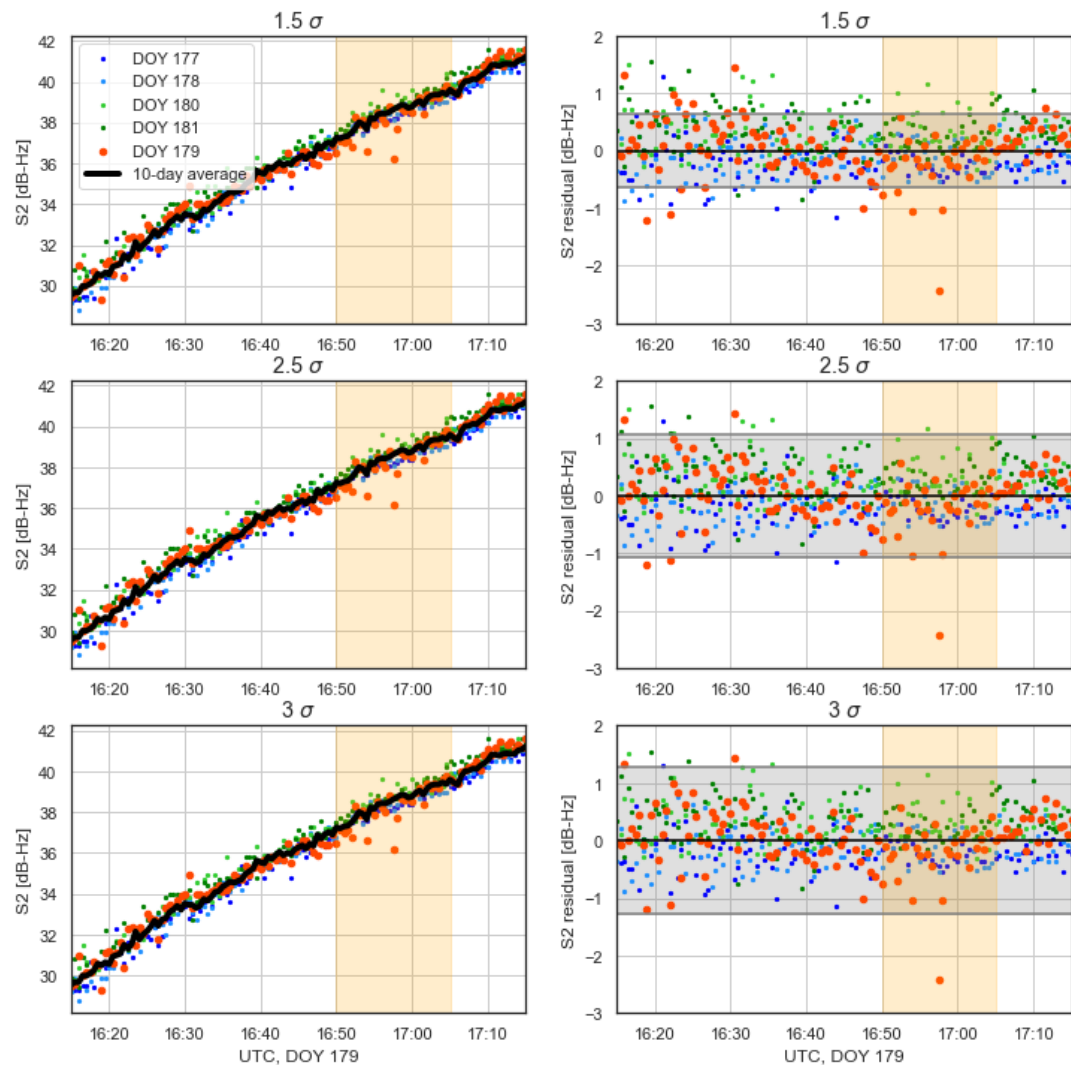 1.5 σ
42
40
38
36
34
32
30
S2 [dB-Hz]
DOY 177
DOY 178
DOY 180
DOY 181
DOY 179
10-day average
16:20 16:30 16:40 16:50 17:00 17:10
1.5 σ
2
1
0
−1
−2
−3
S2 residual [dB-Hz]
16:20 16:30 16:40 16:50 17:00 17:10
2.5 σ
42
40
38
36
34
32
30
S2 [dB-Hz]
16:20 16:30 16:40 16:50 17:00 17:10
2.5 σ
2
1
0
−1
−2
−3
S2 residual [dB-Hz]
16:20 16:30 16:40 16:50 17:00 17:10
3 σ
42
40
38
36
34
32
30
S2 [dB-Hz]
16:20 16:30 16:40 16:50 17:00 17:10
UTC, DOY 179
3 σ
2
1
0
−1
−2
−3
S2 residual [dB-Hz]
16:20 16:30 16:40 16:50 17:00 17:10
UTC, DOY 179